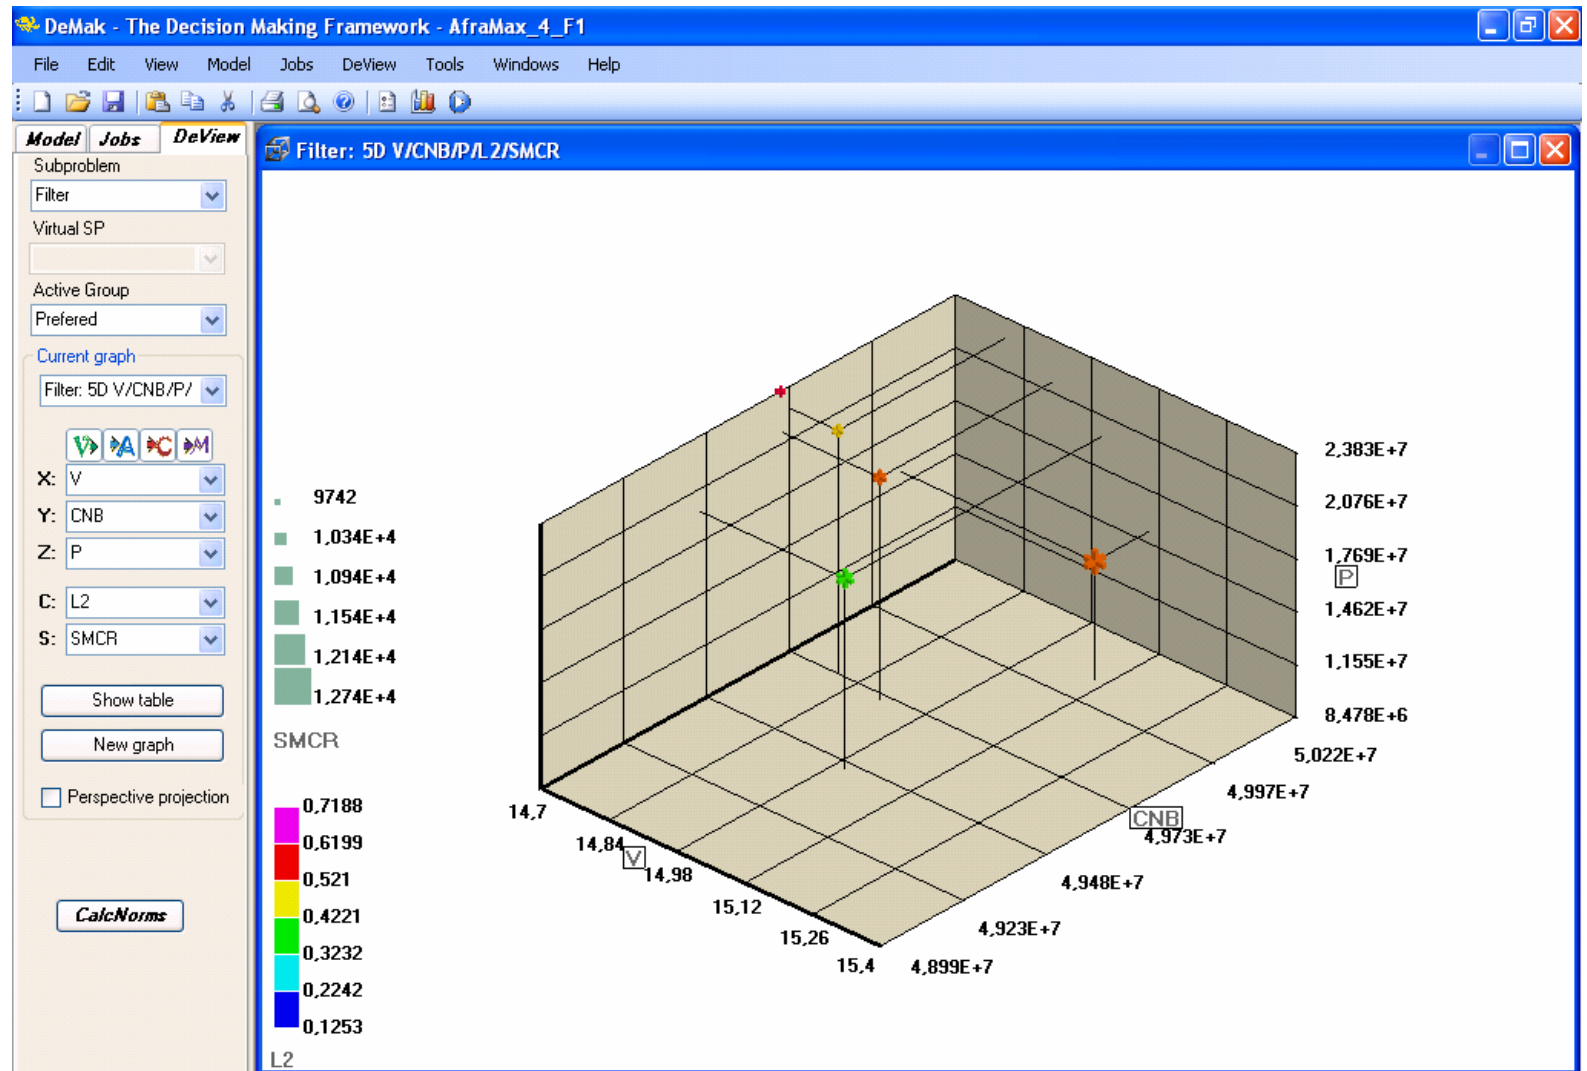 DeMak - The Decision Making Framework - AfraMax_4_F1
File Edit View Model Jobs DeView Tools Windows Help
Model Jobs DeView
Subproblem
Filter
Virtual SP
Active Group
Prefered
Current graph
Filter: 5D V/CNB/P/
V A C M
X: V
Y: CNB
Z: P
C: L2
S: SMCR
Show table
New graph
Perspective projection
CalcNorms
Filter: 5D V/CNB/P/L2/SMCR
9742
1,034E+4
1,094E+4
1,154E+4
1,214E+4
1,274E+4
SMCR
0,7188
0,6199
0,521
0,4221
0,3232
0,2242
0,1253
L2
2,383E+7
2,076E+7
1,769E+7
P
1,462E+7
1,155E+7
8,478E+6
5,022E+7
4,997E+7
CNB
4,973E+7
4,948E+7
4,923E+7
4,899E+7
14,7
14,84
V
14,98
15,12
15,26
15,4